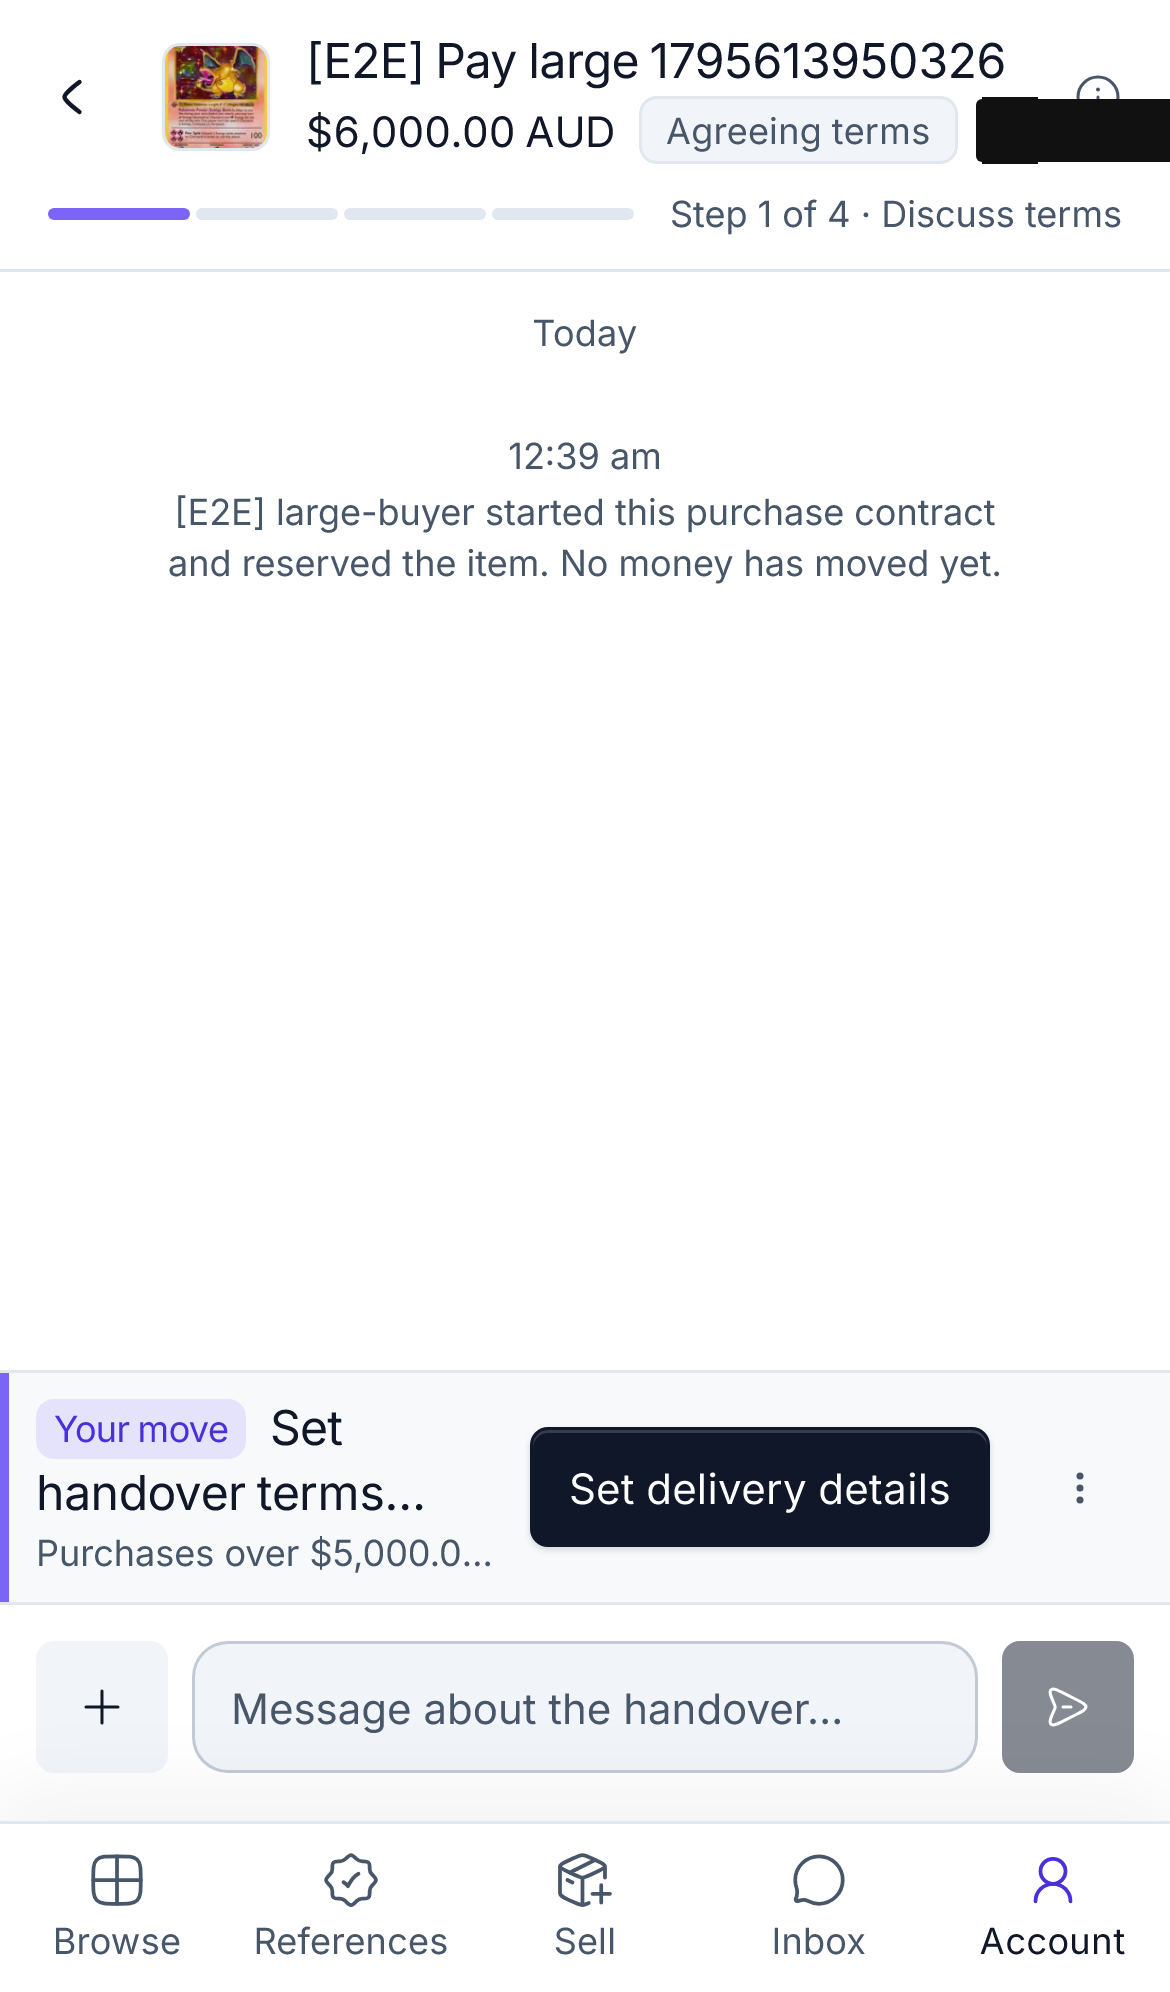 [E2E] Pay large 1795613950326
$6,000.00 AUD Agreeing terms
Step 1 of 4 · Discuss terms
Today
12:39 am
[E2E] large-buyer started this purchase contract
and reserved the item. No money has moved yet.
Your move Set
handover terms...
Purchases over $5,000.0...
Set delivery details
Message about the handover...
Browse
References
Sell
Inbox
Account